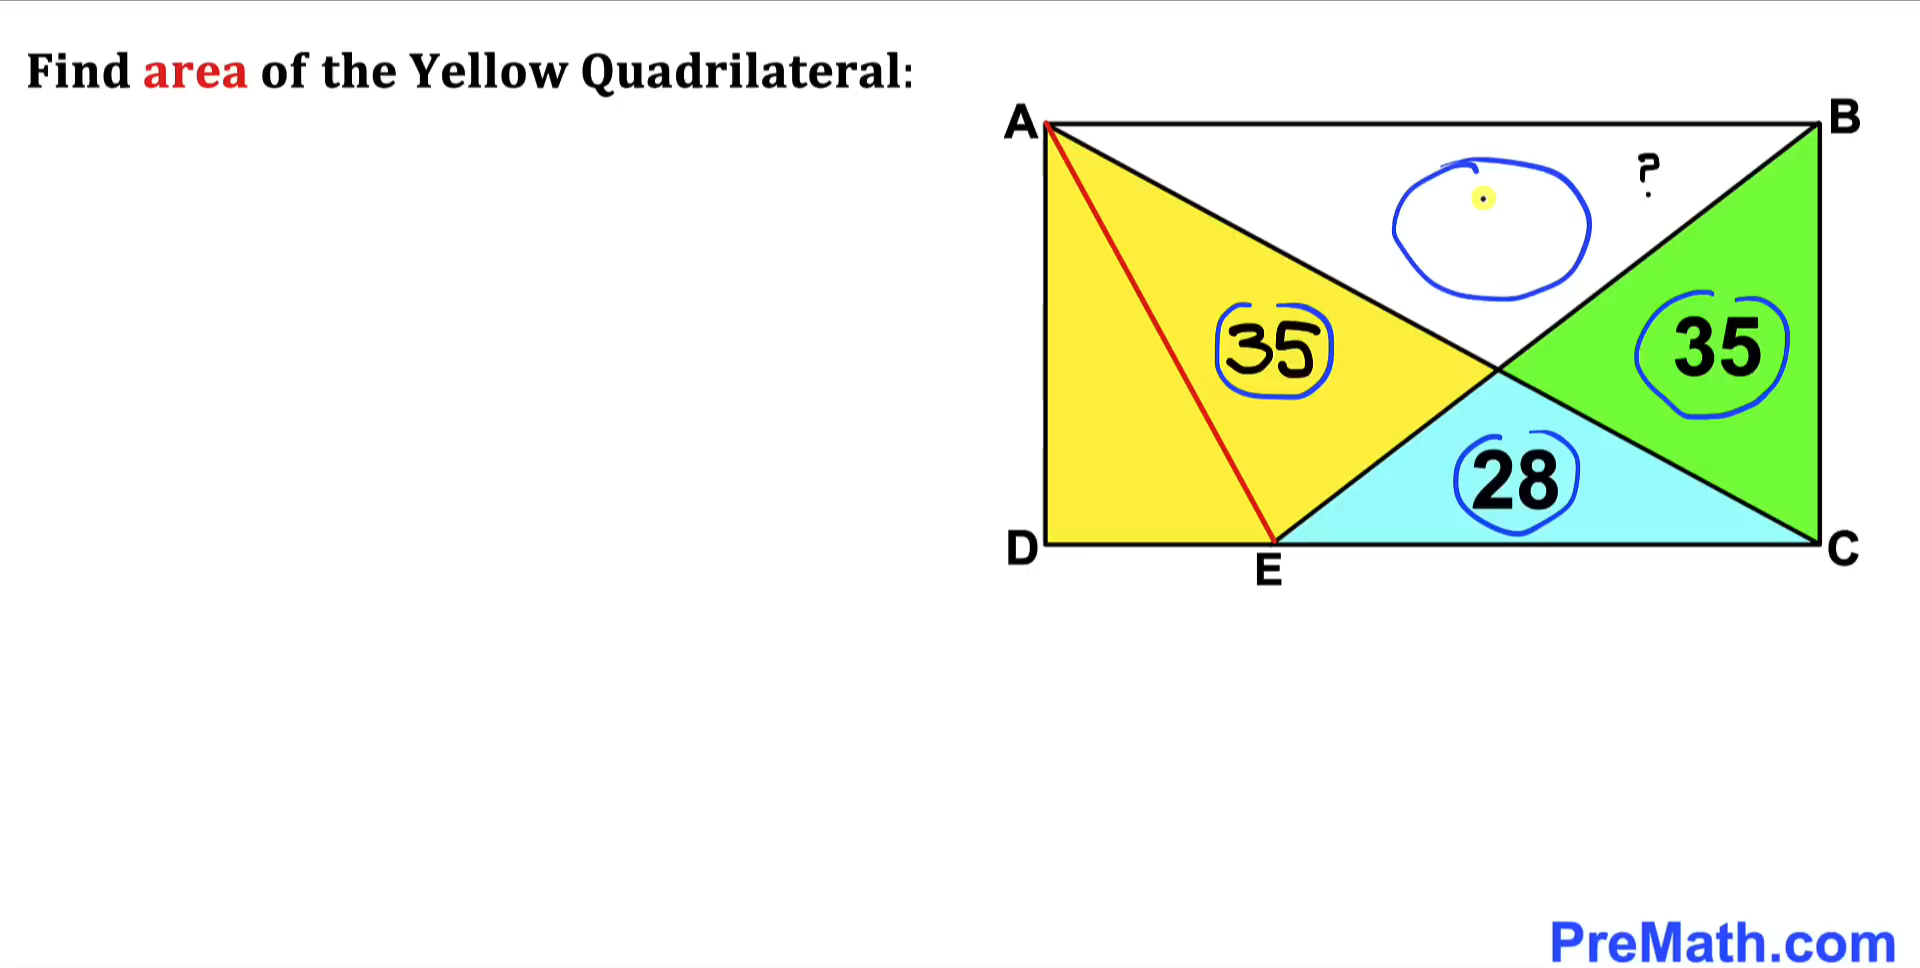 Find area of the Yellow Quadrilateral:
A
B
?
35
35
28
D
E
C
PreMath.com